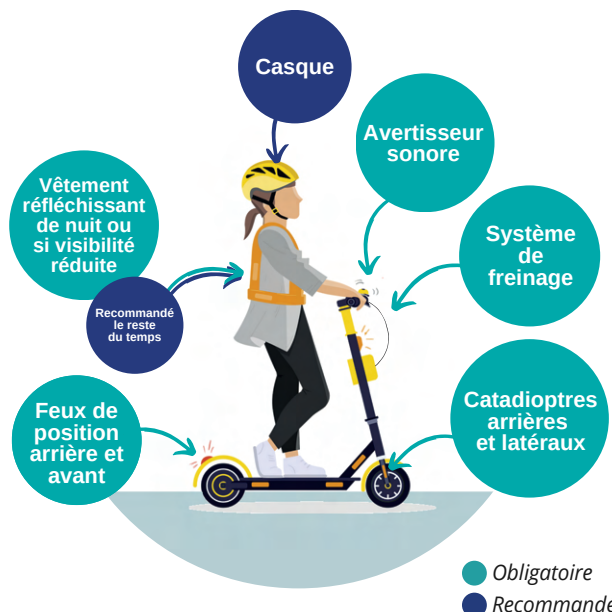 Casque
Avertisseur
sonore
Vêtement
réfléchissant
de nuit ou
si visibilité
réduite
Système
de
freinage
Recommandé
le reste
du temps
Feux de
position
arrière et
avant
Catadioptres
arrières
et latéraux
Obligatoire
Recommandé